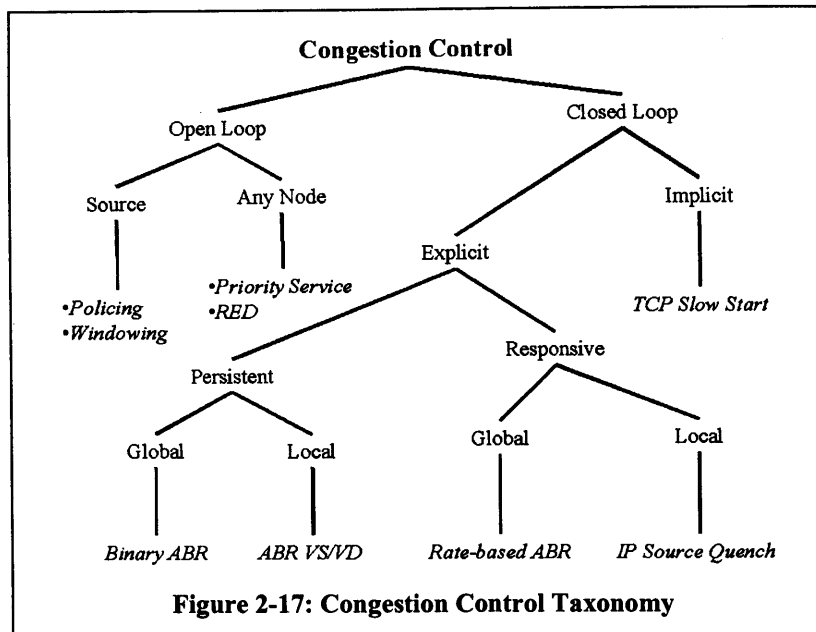 Congestion Control
Open Loop
Closed Loop
Source
Any Node
Implicit
Explicit
•Policing
•Windowing
•Priority Service
•RED
TCP Slow Start
Persistent
Responsive
Global
Local
Global
Local
Binary ABR
ABR VS/VD
Rate-based ABR
IP Source Quench
Figure 2-17: Congestion Control Taxonomy